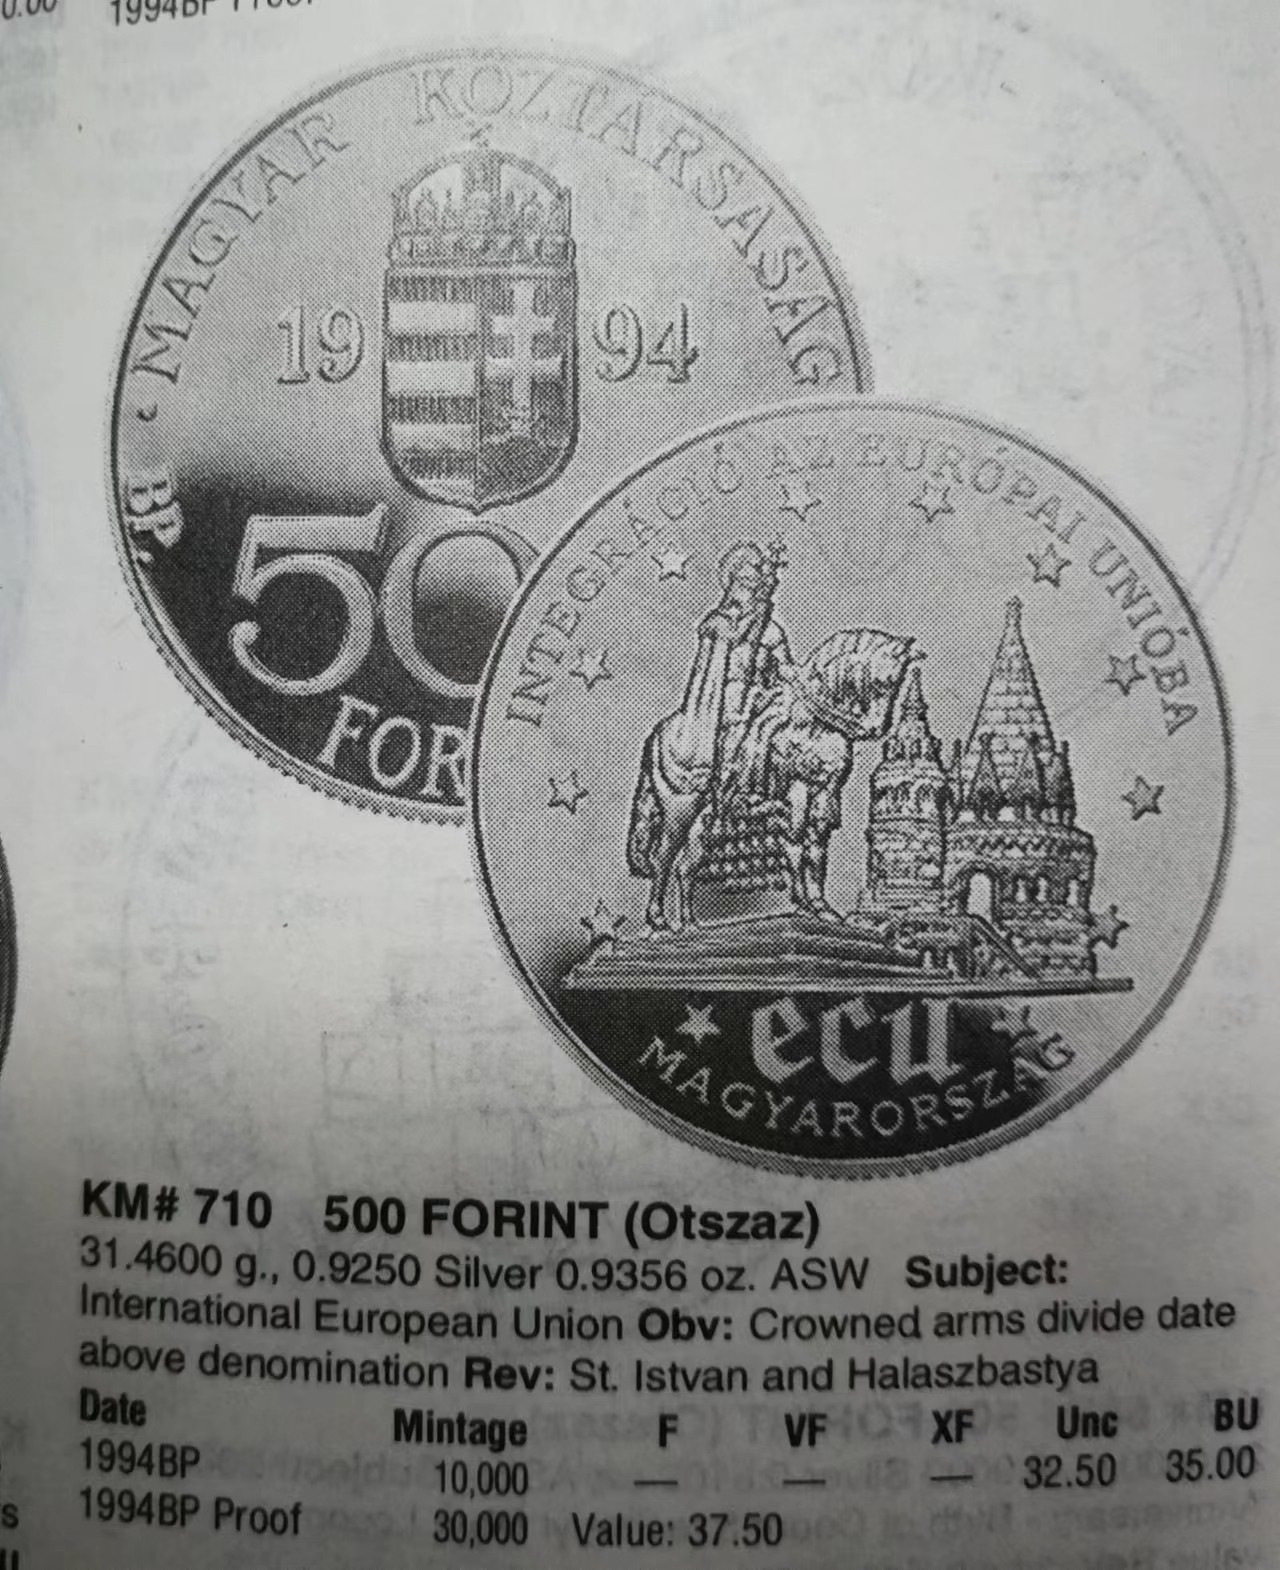 0.00 1994BP Proof
MAGYAR KÖZTÁRSASÁG
19 94
BP.
50
FOR
INTEGRÁCIÓ AZ EURÓPAI UNIÓBA
ecu
MAGYARORSZÁG
KM# 710 500 FORINT (Otszaz)
31.4600 g., 0.9250 Silver 0.9356 oz. ASW Subject:
International European Union Obv: Crowned arms divide date
above denomination Rev: St. Istvan and Halaszbastya
Date Mintage F VF XF Unc BU
1994BP 10,000 — — — 32.50 35.00
1994BP Proof 30,000 Value: 37.50